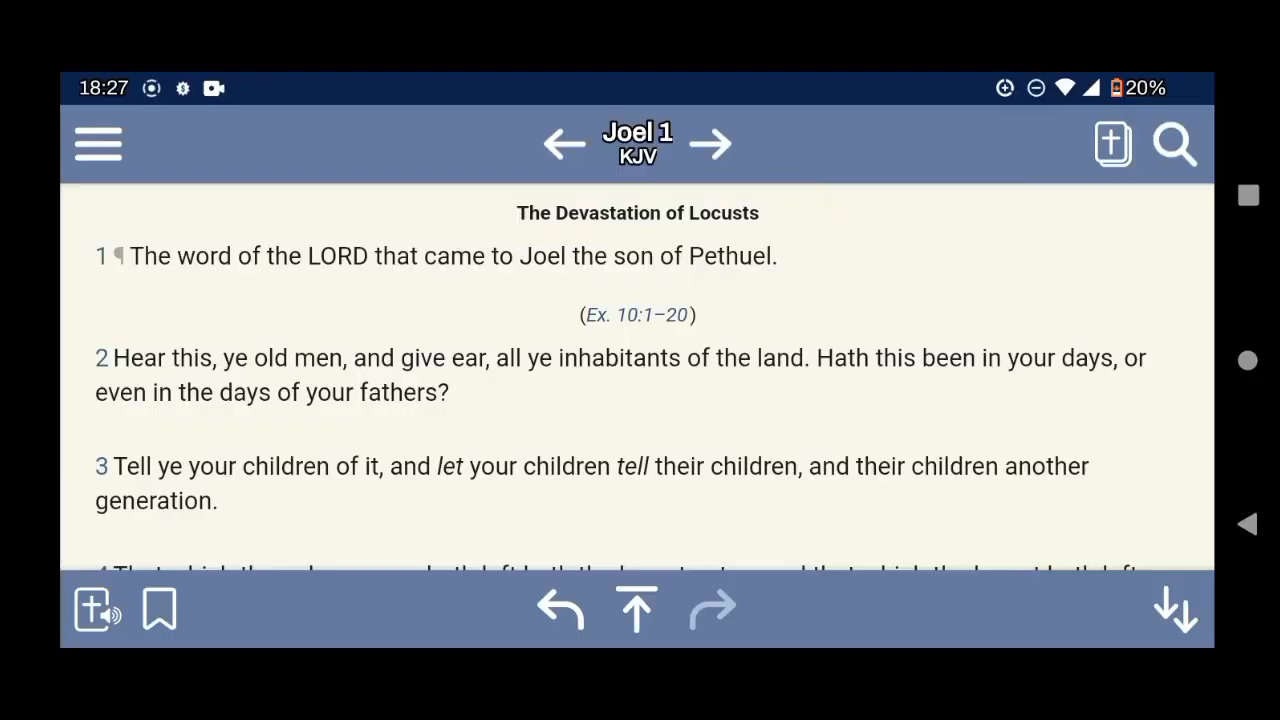 18:27
20%
Joel 1
KJV
The Devastation of Locusts
1 ¶ The word of the LORD that came to Joel the son of Pethuel.
(Ex. 10:1–20)
2 Hear this, ye old men, and give ear, all ye inhabitants of the land. Hath this been in your days, or
even in the days of your fathers?
3 Tell ye your children of it, and let your children tell their children, and their children another
generation.